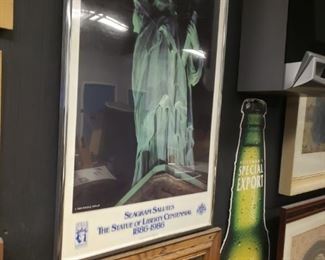 SEAGRAM SALUTES
THE STATUE OF LIBERTY CENTENNIAL
1886-1986
SPECIAL
EXPORT